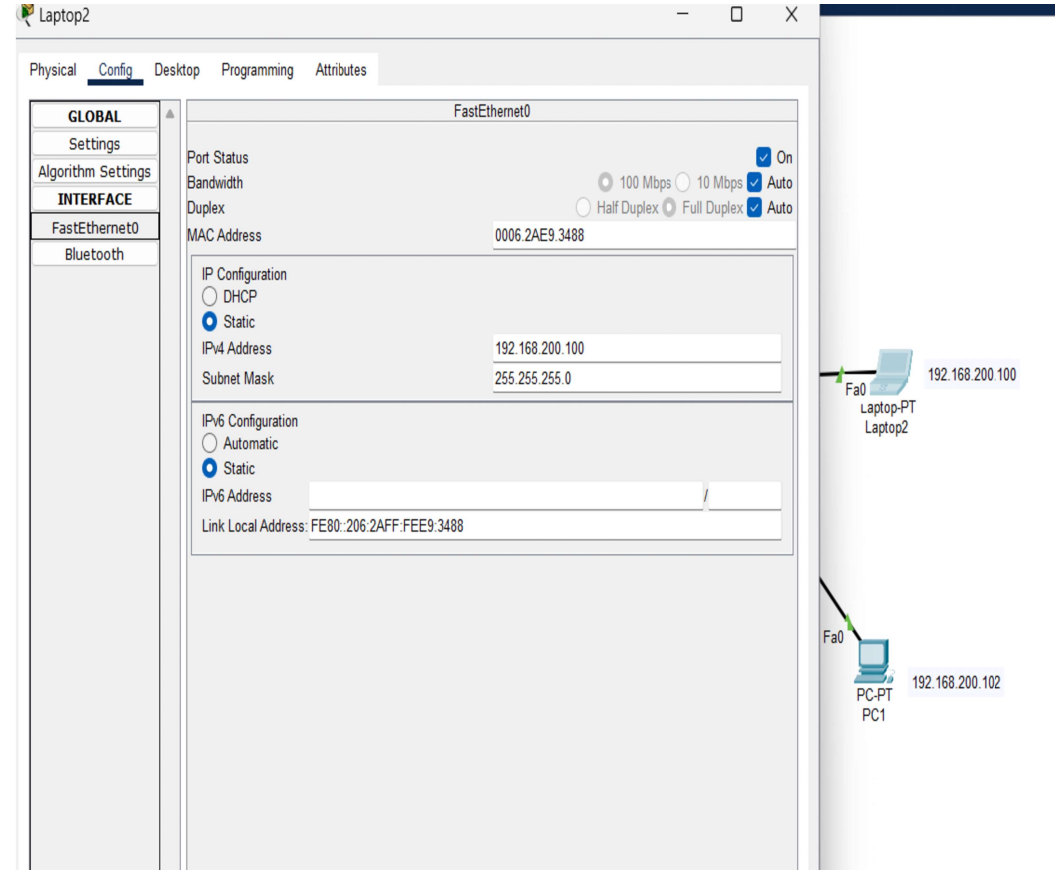 Laptop2
Physical Config Desktop Programming Attributes
GLOBAL
Settings
Algorithm Settings
INTERFACE
FastEthernet0
Bluetooth
FastEthernet0
Port Status On
Bandwidth 100 Mbps 10 Mbps Auto
Duplex Half Duplex Full Duplex Auto
MAC Address 0006.2AE9.3488
IP Configuration
DHCP
Static
IPv4 Address 192.168.200.100
Subnet Mask 255.255.255.0
IPv6 Configuration
Automatic
Static
IPv6 Address /
Link Local Address: FE80::206:2AFF:FEE9:3488
Fa0 192.168.200.100
Laptop-PT
Laptop2
Fa0
192.168.200.102
PC-PT
PC1